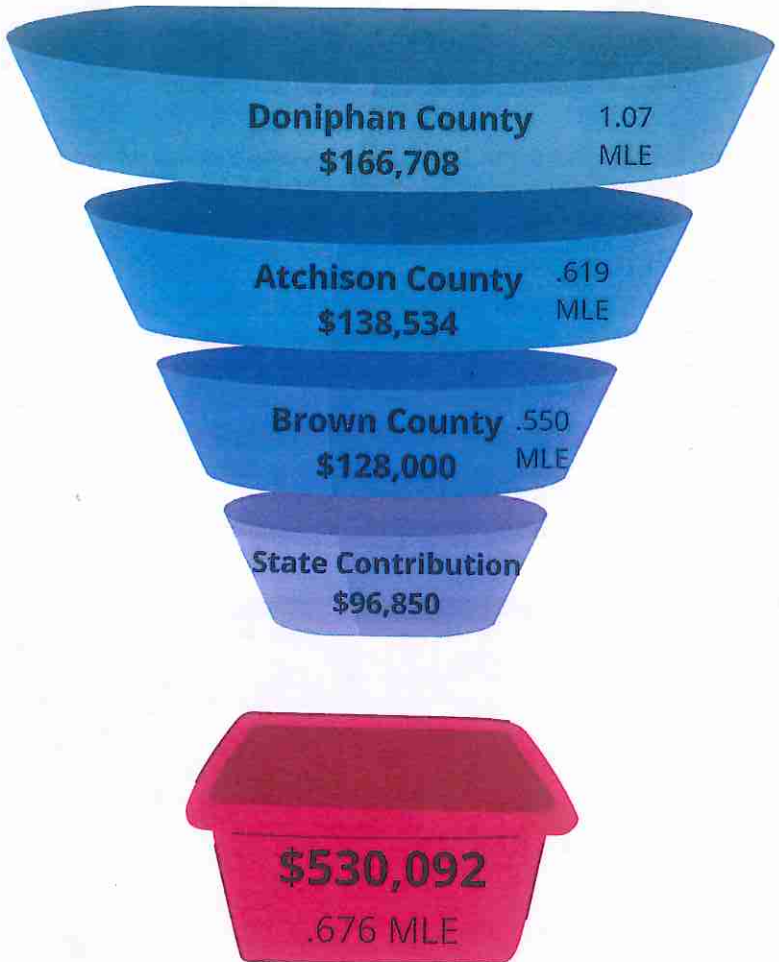 Doniphan County
$166,708
1.07
MLE
Atchison County
$138,534
.619
MLE
Brown County
$128,000
.550
MLE
State Contribution
$96,850
$530,092
.676 MLE